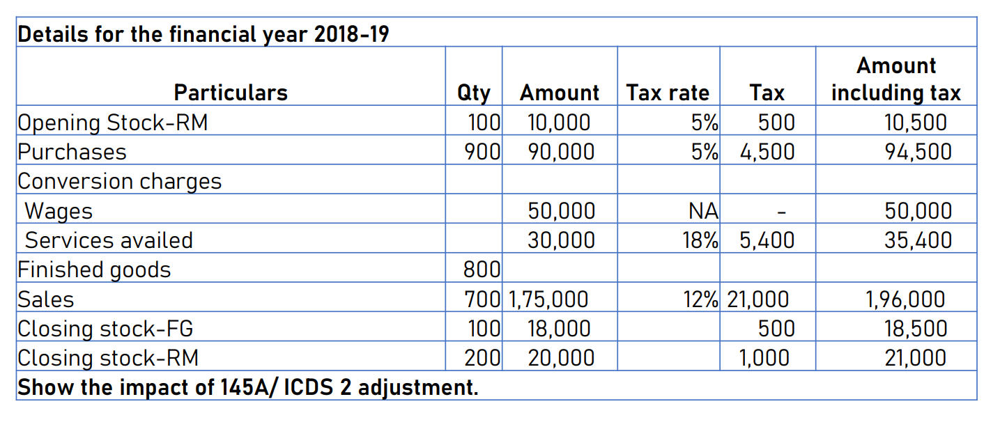 Details for the financial year 2018-19
Particulars Qty Amount Tax rate Tax Amount including tax
Opening Stock-RM 100 10,000 5% 500 10,500
Purchases 900 90,000 5% 4,500 94,500
Conversion charges
Wages 50,000 NA - 50,000
Services availed 30,000 18% 5,400 35,400
Finished goods 800
Sales 700 1,75,000 12% 21,000 1,96,000
Closing stock-FG 100 18,000 500 18,500
Closing stock-RM 200 20,000 1,000 21,000
Show the impact of 145A/ ICDS 2 adjustment.